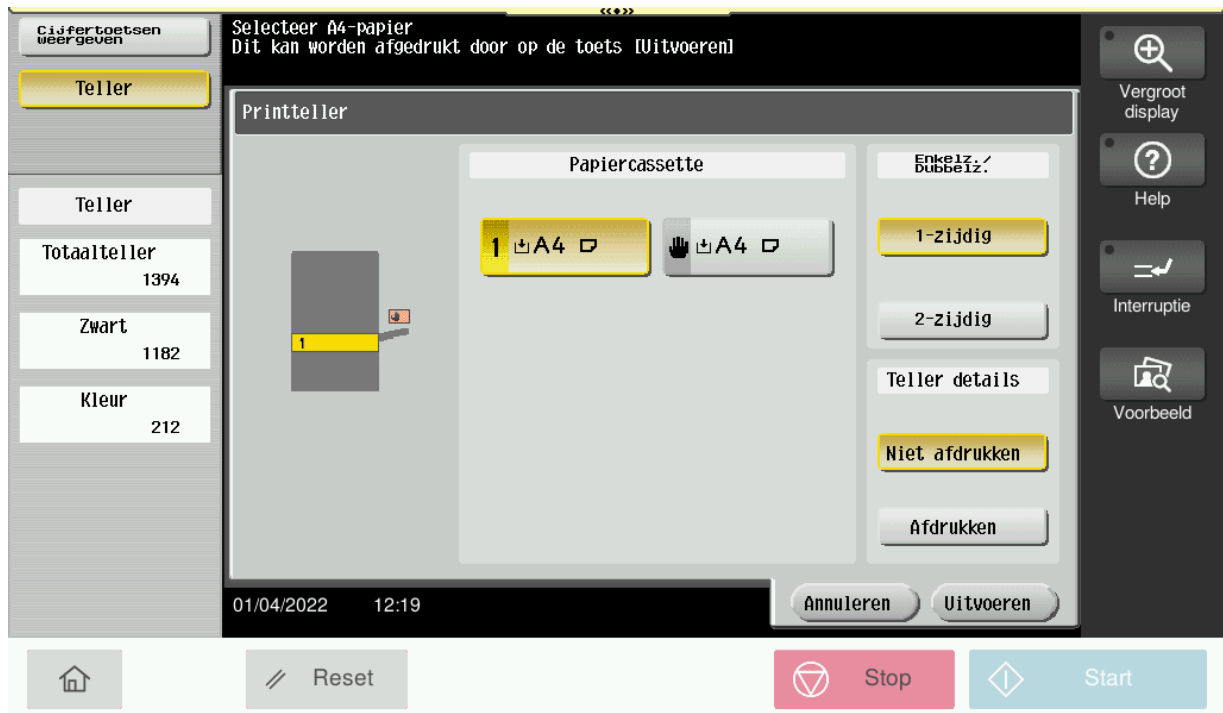 Cijfertoetsen
weergeven
Teller
Teller
Totaalteller
1394
Zwart
1182
Kleur
212
Selecteer A4-papier
Dit kan worden afgedrukt door op de toets [Uitvoeren]
Printteller
1
Papiercassette
1 A4
A4
Enkelz./
Dubbelz.
1-zijdig
2-zijdig
Teller details
Niet afdrukken
Afdrukken
01/04/2022 12:19
Annuleren Uitvoeren
Vergroot
display
Help
Interruptie
Voorbeeld
Reset Stop Start